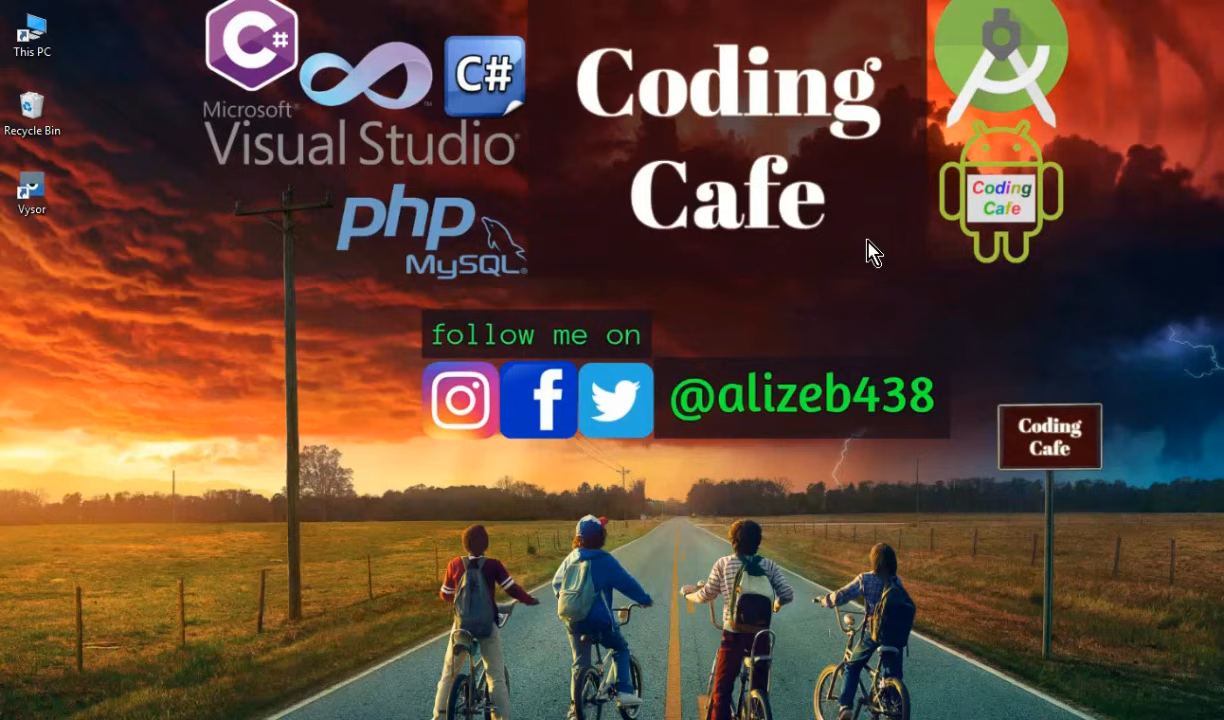 This PC
Recycle Bin
Vysor
C#
Microsoft®
Visual Studio®
C#
php
MySQL®
Coding
Cafe
Coding
Cafe
follow me on
@alizeb438
Coding
Cafe